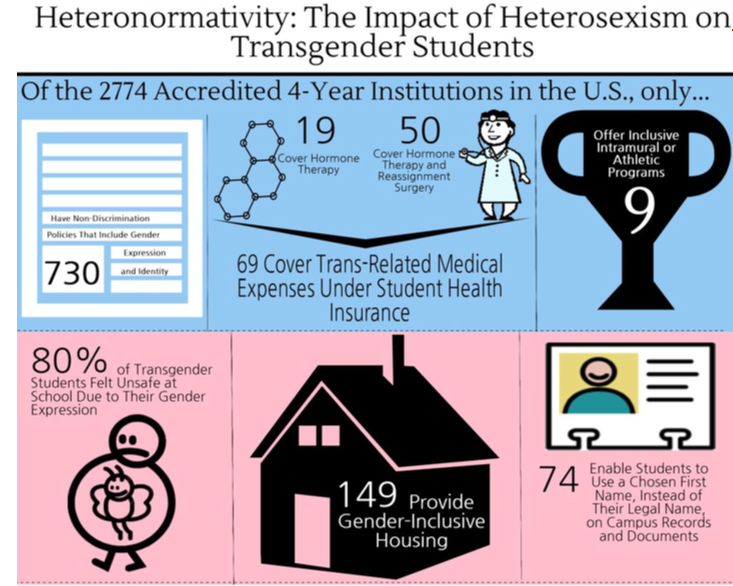 Heteronormativity: The Impact of Heterosexism on
Transgender Students
Of the 2774 Accredited 4-Year Institutions in the U.S., only...
Have Non-Discrimination
Policies That Include Gender
730
Expression
and Identity
19
Cover Hormone
Therapy
50
Cover Hormone
Therapy and
Reassignment
Surgery
69 Cover Trans-Related Medical
Expenses Under Student Health
Insurance
Offer Inclusive
Intramural or
Athletic
Programs
9
80% of Transgender
Students Felt Unsafe at
School Due to Their Gender
Expression
149 Provide
Gender-Inclusive
Housing
74
Enable Students to
Use a Chosen First
Name, Instead of
Their Legal Name,
on Campus Records
and Documents